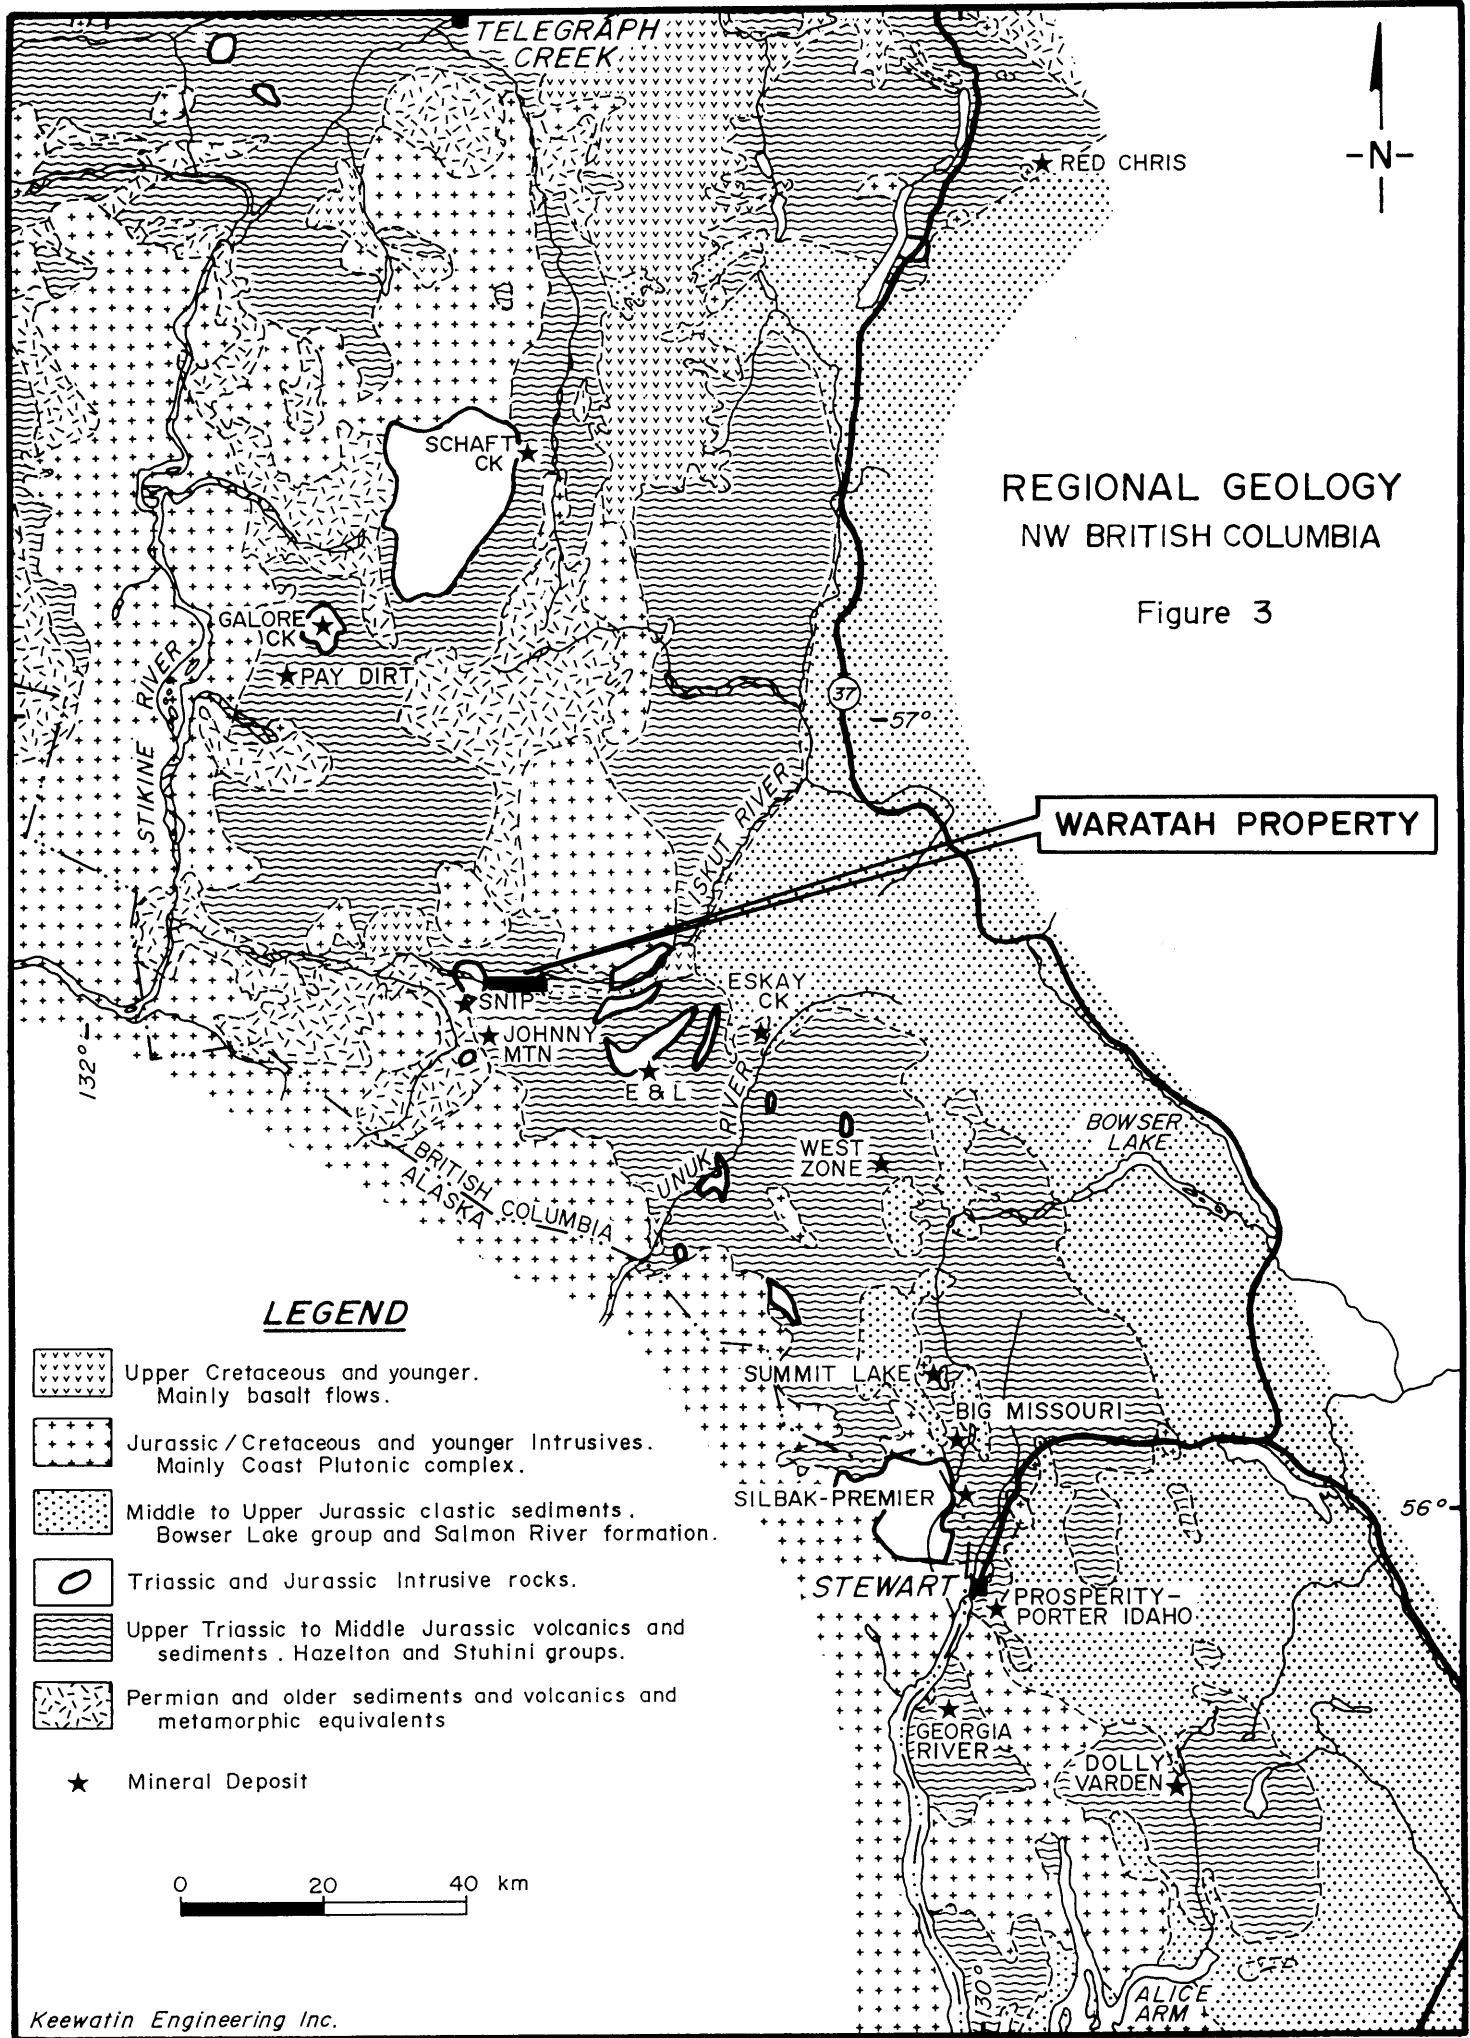 TELEGRAPH
CREEK
RED CHRIS
-N-
SCHAFT
CK
REGIONAL GEOLOGY
NW BRITISH COLUMBIA
Figure 3
GALORE
CK
PAY DIRT
STIKINE RIVER
37
57°
ISKUT RIVER
WARATAH PROPERTY
SNIP
JOHNNY
MTN
ESKAY
CK
E & L
132°
UNUK RIVER
WEST
ZONE
BOWSER
LAKE
BRITISH COLUMBIA
ALASKA
SUMMIT LAKE
BIG MISSOURI
SILBAK-PREMIER
56°
STEWART
PROSPERITY-
PORTER IDAHO
GEORGIA
RIVER
DOLLY
VARDEN
130°
ALICE
ARM
LEGEND
Upper Cretaceous and younger.
Mainly basalt flows.
Jurassic/Cretaceous and younger Intrusives.
Mainly Coast Plutonic complex.
Middle to Upper Jurassic clastic sediments.
Bowser Lake group and Salmon River formation.
Triassic and Jurassic Intrusive rocks.
Upper Triassic to Middle Jurassic volcanics and
sediments. Hazelton and Stuhini groups.
Permian and older sediments and volcanics and
metamorphic equivalents
Mineral Deposit
0 20 40 km
Keewatin Engineering Inc.